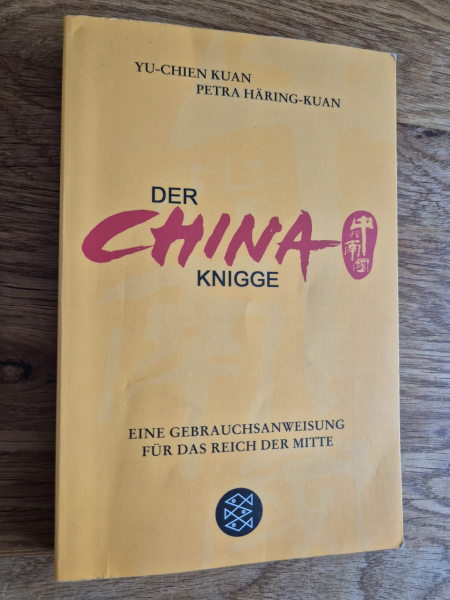 YU-CHIEN KUAN
PETRA HÄRING-KUAN
DER
CHINA
KNIGGE
EINE GEBRAUCHSANWEISUNG
FÜR DAS REICH DER MITTE